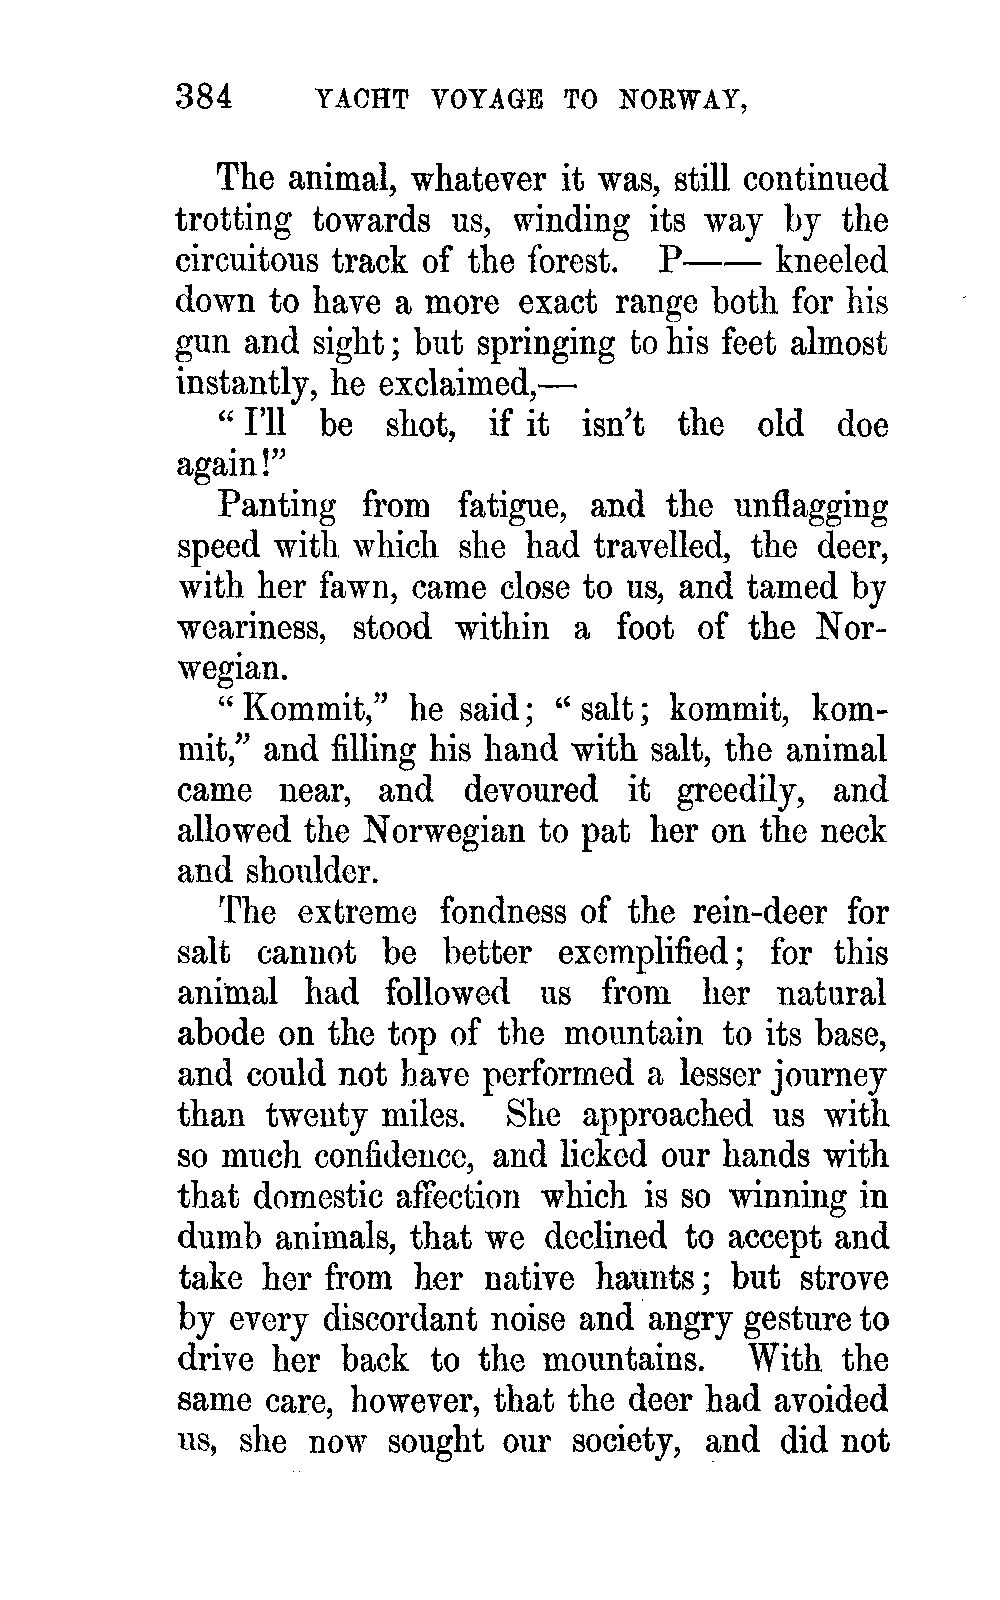 384 YACHT VOYAGE TO NORWAY,
The animal, whatever it was, still continued
trotting towards us, winding its way by the
circuitous track of the forest. P—— kneeled
down to have a more exact range both for his
gun and sight; but springing to his feet almost
instantly, he exclaimed,—
“ I’ll be shot, if it isn’t the old doe
again!”
Panting from fatigue, and the unflagging
speed with which she had travelled, the deer,
with her fawn, came close to us, and tamed by
weariness, stood within a foot of the Nor-
wegian.
“ Kommit,” he said; “ salt; kommit, kom-
mit,” and filling his hand with salt, the animal
came near, and devoured it greedily, and
allowed the Norwegian to pat her on the neck
and shoulder.
The extreme fondness of the rein-deer for
salt cannot be better exemplified; for this
animal had followed us from her natural
abode on the top of the mountain to its base,
and could not have performed a lesser journey
than twenty miles. She approached us with
so much confidence, and licked our hands with
that domestic affection which is so winning in
dumb animals, that we declined to accept and
take her from her native haunts; but strove
by every discordant noise and angry gesture to
drive her back to the mountains. With the
same care, however, that the deer had avoided
us, she now sought our society, and did not